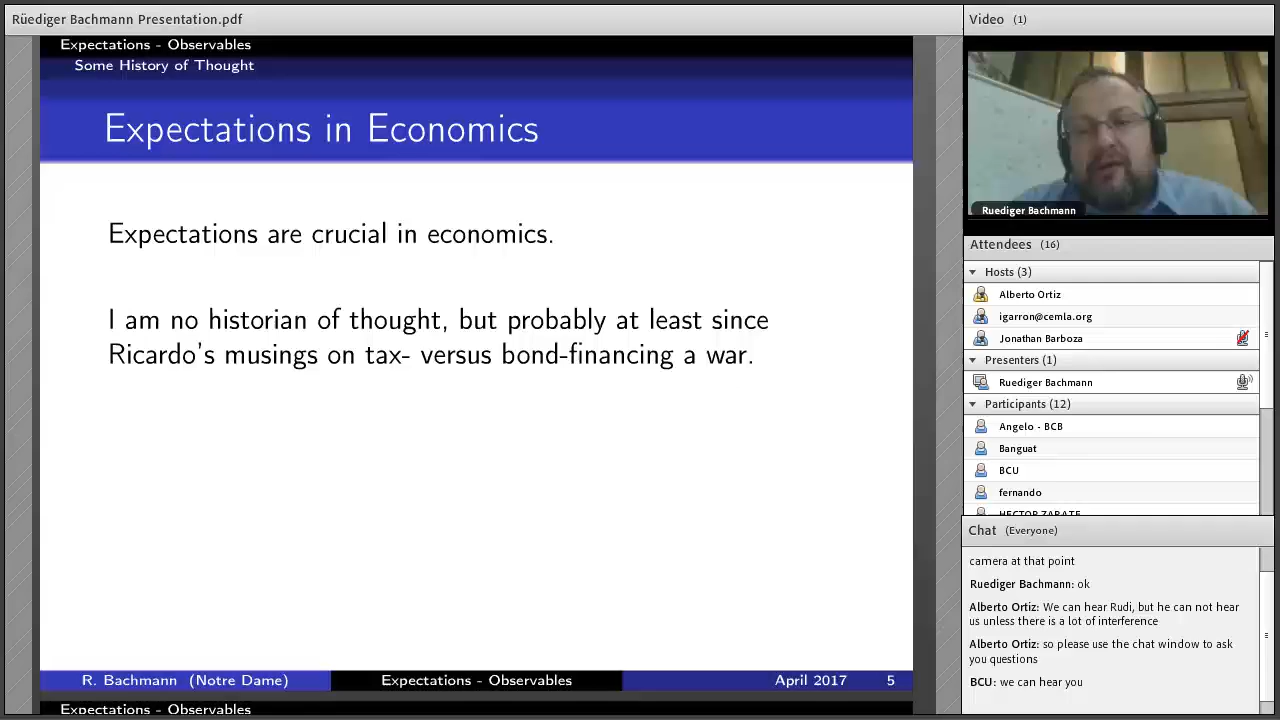 Rüediger Bachmann Presentation.pdf
Expectations - Observables
Some History of Thought
Expectations in Economics
Expectations are crucial in economics.
I am no historian of thought, but probably at least since
Ricardo's musings on tax- versus bond-financing a war.
R. Bachmann (Notre Dame)
Expectations - Observables
April 2017
5
Expectations - Observables
Video (1)
Ruediger Bachmann
Attendees (16)
Hosts (3)
Alberto Ortiz
igarron@cemla.org
Jonathan Barboza
Presenters (1)
Ruediger Bachmann
Participants (12)
Angelo - BCB
Banguat
BCU
fernando
HECTOR ZARATE
Chat (Everyone)
camera at that point
Ruediger Bachmann: ok
Alberto Ortiz: We can hear Rudi, but he can not hear
us unless there is a lot of interference
Alberto Ortiz: so please use the chat window to ask
you questions
BCU: we can hear you